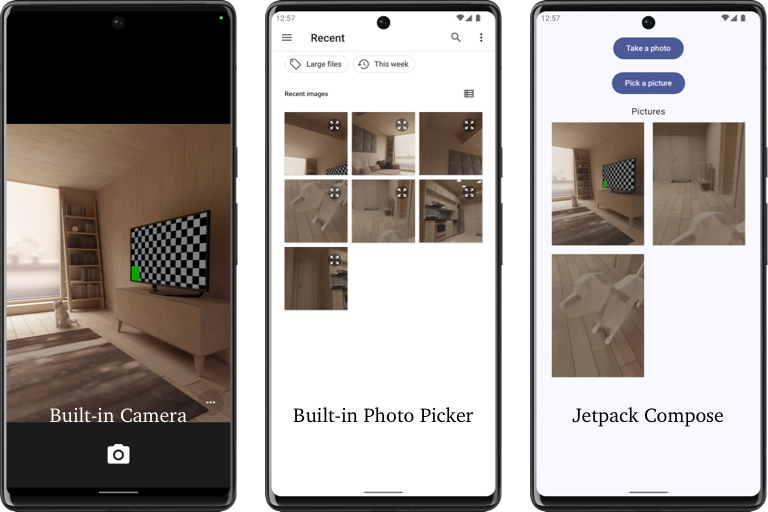 Built-in Camera
12:57
Recent
Large files
This week
Recent images
Built-in Photo Picker
12:57
Take a photo
Pick a picture
Pictures
Jetpack Compose